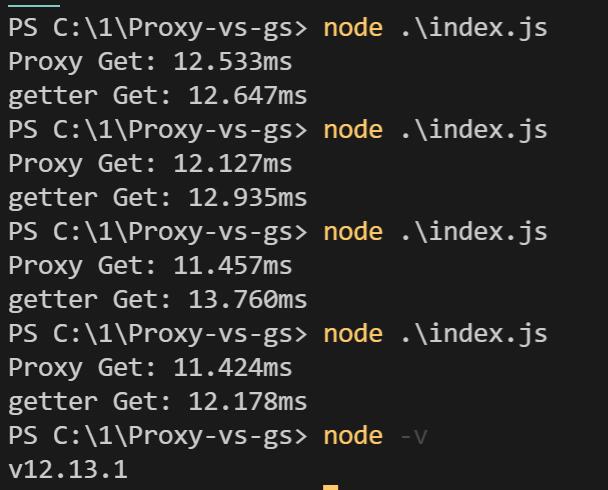 PS C:\1\Proxy-vs-gs> node .\index.js
Proxy Get: 12.533ms
getter Get: 12.647ms
PS C:\1\Proxy-vs-gs> node .\index.js
Proxy Get: 12.127ms
getter Get: 12.935ms
PS C:\1\Proxy-vs-gs> node .\index.js
Proxy Get: 11.457ms
getter Get: 13.760ms
PS C:\1\Proxy-vs-gs> node .\index.js
Proxy Get: 11.424ms
getter Get: 12.178ms
PS C:\1\Proxy-vs-gs> node -v
v12.13.1